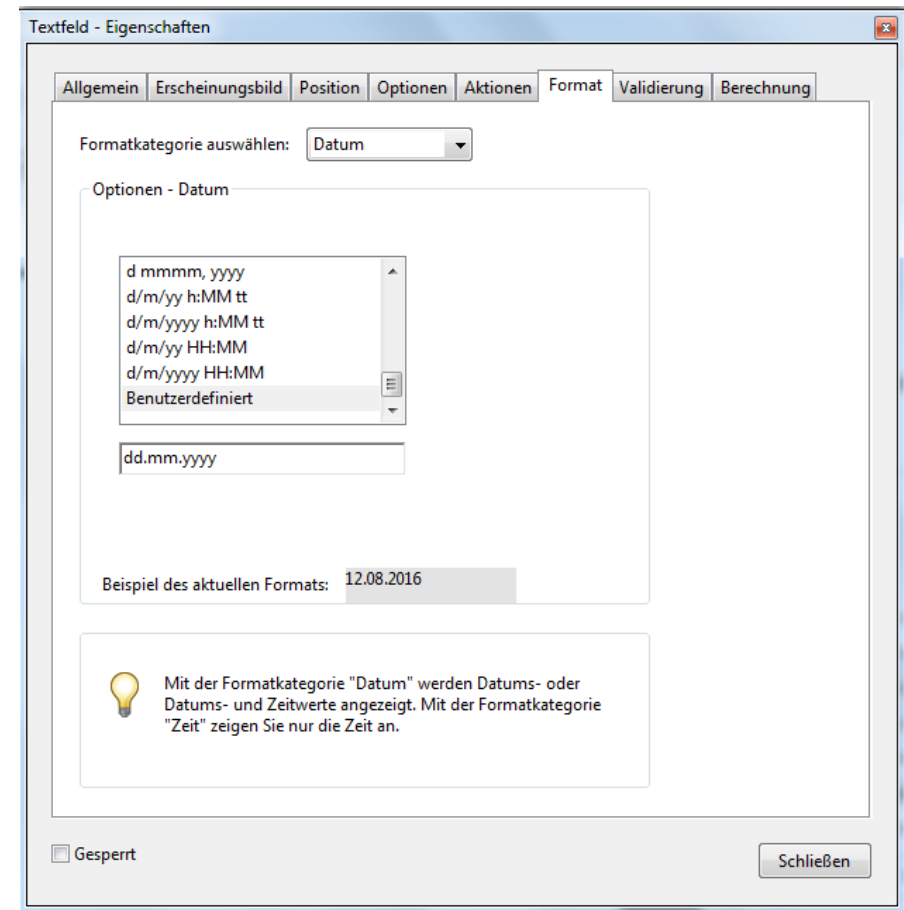 Textfeld - Eigenschaften
Allgemein Erscheinungsbild Position Optionen Aktionen Format Validierung Berechnung
Formatkategorie auswählen: Datum
Optionen - Datum
d mmmm, yyyy
d/m/yy h:MM tt
d/m/yyyy h:MM tt
d/m/yy HH:MM
d/m/yyyy HH:MM
Benutzerdefiniert
dd.mm.yyyy
Beispiel des aktuellen Formats: 12.08.2016
Mit der Formatkategorie "Datum" werden Datums- oder
Datums- und Zeitwerte angezeigt. Mit der Formatkategorie
"Zeit" zeigen Sie nur die Zeit an.
Gesperrt
Schließen